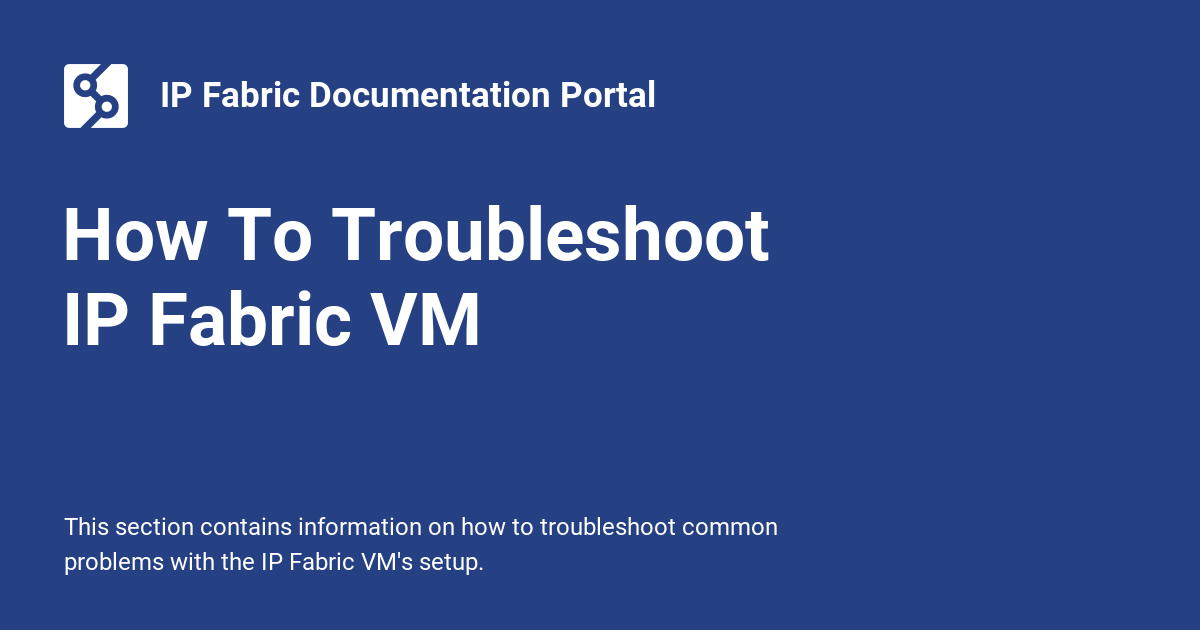 IP Fabric Documentation Portal
How To Troubleshoot
IP Fabric VM
This section contains information on how to troubleshoot common
problems with the IP Fabric VM's setup.